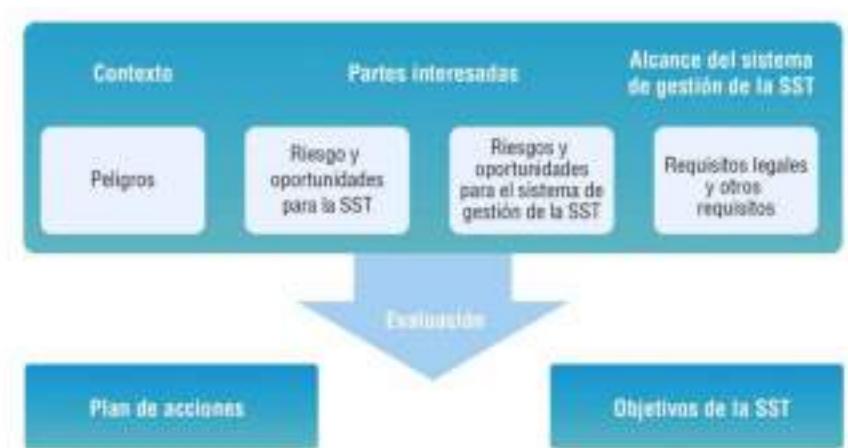 Contexto
Partes interesadas
Alcance del sistema
de gestión de la SST
Peligros
Riesgo y
oportunidades
para la SST
Riesgos y
oportunidades
para el sistema de
gestión de la SST
Requisitos legales
y otros
requisitos
Evaluación
Plan de acciones
Objetivos de la SST